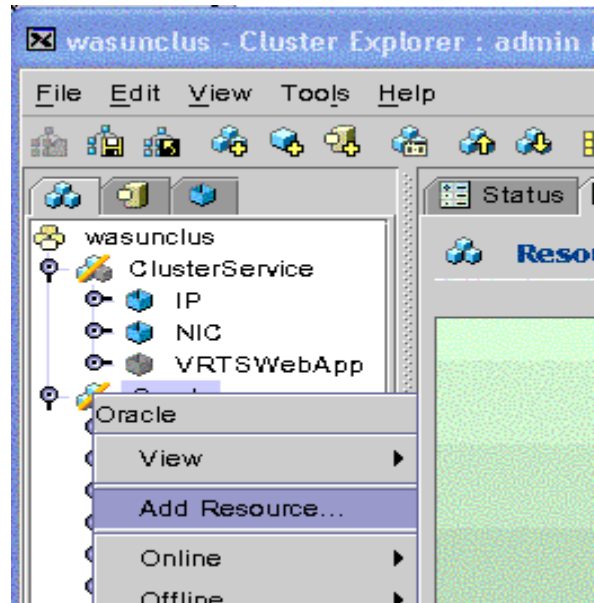 wasunclus - Cluster Explorer : admin
File Edit View Tools Help
Status
wasunclus
Reso
ClusterService
IP
NIC
VRTSWebApp
Oracle
View
Add Resource...
Online
Offline